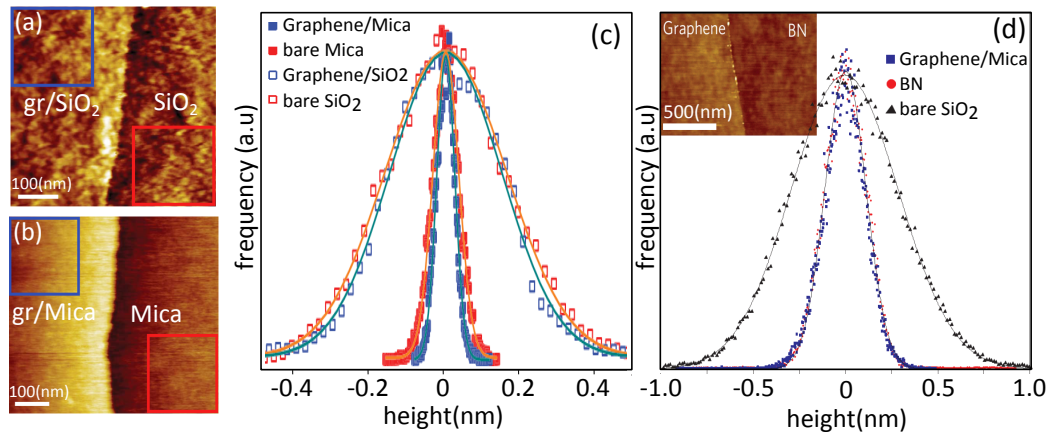 (a)
gr/SiO2
SiO2
100(nm)
(b)
gr/Mica
Mica
100(nm)
(c)
Graphene/Mica
bare Mica
Graphene/SiO2
bare SiO2
frequency (a.u)
-0.4
-0.2
0
0.2
0.4
height(nm)
(d)
Graphene
BN
500(nm)
Graphene/Mica
BN
bare SiO2
frequency (a.u)
-1.0
-0.5
0
0.5
1.0
height(nm)